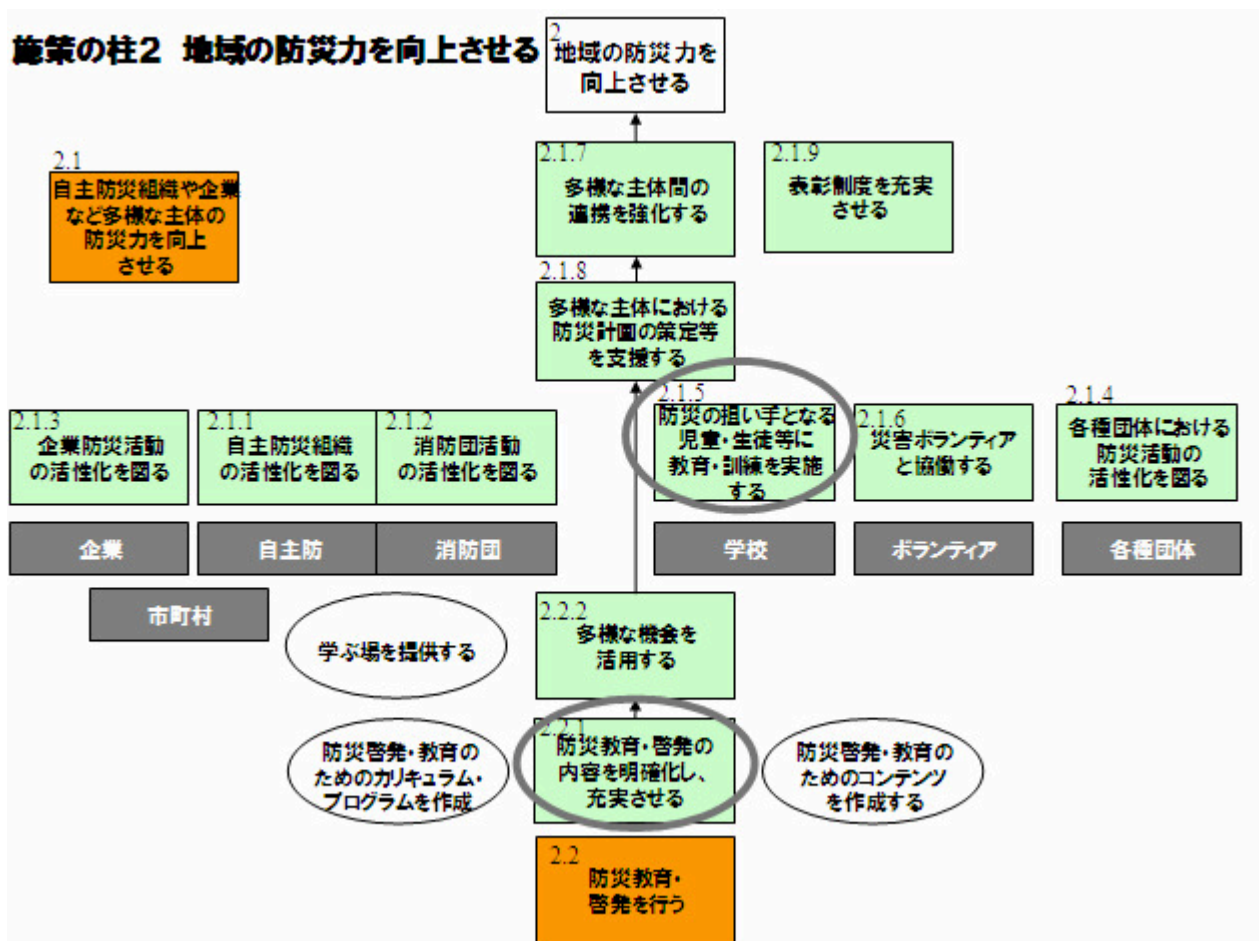 施策の柱2 地域の防災力を向上させる
2
地域の防災力を
向上させる
2.1
自主防災組織や企業
など多様な主体の
防災力を向上
させる
2.1.7
多様な主体間の
連携を強化する
2.1.9
表彰制度を充実
させる
2.1.8
多様な主体における
防災計画の策定等
を支援する
2.1.3
企業防災活動
の活性化を図る
2.1.1
自主防災組織
の活性化を図る
2.1.2
消防団活動
の活性化を図る
2.1.5
防災の担い手となる
児童・生徒等に
教育・訓練を実施
する
2.1.6
災害ボランティア
と協働する
2.1.4
各種団体における
防災活動の
活性化を図る
企業
自主防
消防団
学校
ボランティア
各種団体
市町村
学ぶ場を提供する
2.2.2
多様な機会を
活用する
防災啓発・教育の
ためのカリキュラム・
プログラムを作成
2.2.1
防災教育・啓発の
内容を明確化し、
充実させる
防災啓発・教育の
ためのコンテンツ
を作成する
2.2
防災教育・
啓発を行う